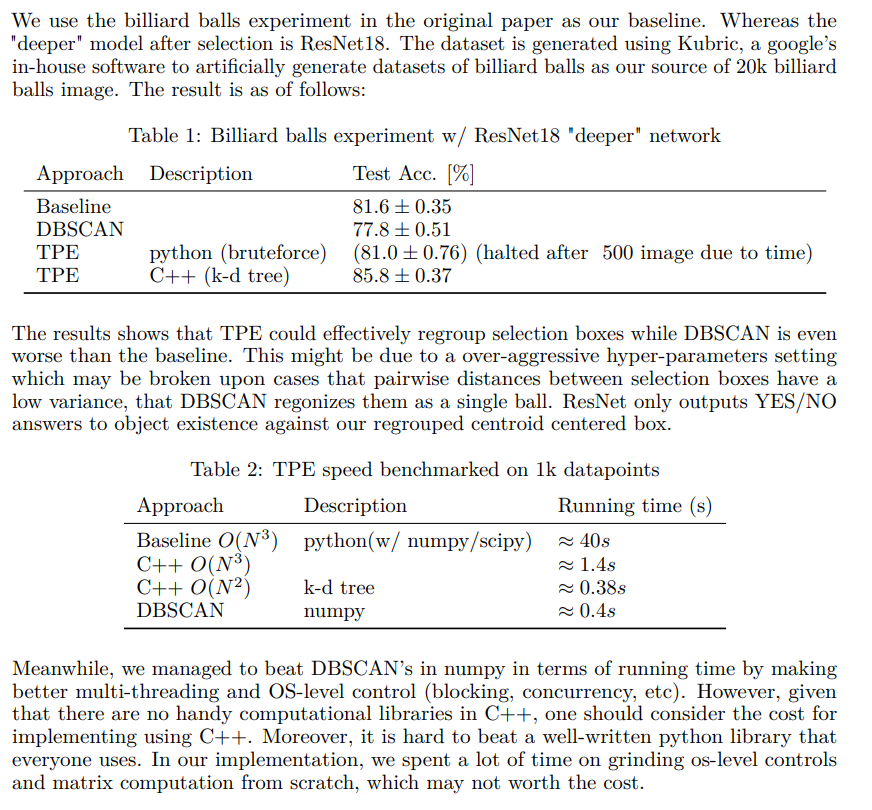 We use the billiard balls experiment in the original paper as our baseline. Whereas the
"deeper" model after selection is ResNet18. The dataset is generated using Kubric, a google's
in-house software to artificially generate datasets of billiard balls as our source of 20k billiard
balls image. The result is as of follows:
Table 1: Billiard balls experiment w/ ResNet18 "deeper" network
Approach Description Test Acc. [%]
Baseline 81.6 ± 0.35
DBSCAN 77.8 ± 0.51
TPE python (bruteforce) (81.0 ± 0.76) (halted after 500 image due to time)
TPE C++ (k-d tree) 85.8 ± 0.37
The results shows that TPE could effectively regroup selection boxes while DBSCAN is even
worse than the baseline. This might be due to a over-aggressive hyper-parameters setting
which may be broken upon cases that pairwise distances between selection boxes have a
low variance, that DBSCAN regonizes them as a single ball. ResNet only outputs YES/NO
answers to object existence against our regrouped centroid centered box.
Table 2: TPE speed benchmarked on 1k datapoints
Approach Description Running time (s)
Baseline O(N³) python(w/ numpy/scipy) ≈ 40s
C++ O(N³) ≈ 1.4s
C++ O(N²) k-d tree ≈ 0.38s
DBSCAN numpy ≈ 0.4s
Meanwhile, we managed to beat DBSCAN's in numpy in terms of running time by making
better multi-threading and OS-level control (blocking, concurrency, etc). However, given
that there are no handy computational libraries in C++, one should consider the cost for
implementing using C++. Moreover, it is hard to beat a well-written python library that
everyone uses. In our implementation, we spent a lot of time on grinding os-level controls
and matrix computation from scratch, which may not worth the cost.